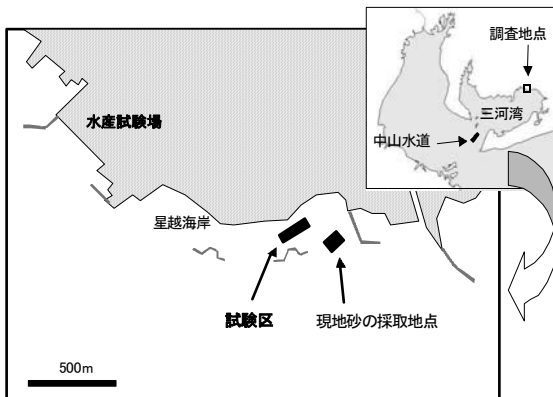 調査地点
三河湾
中山水道
水産試験場
星越海岸
試験区
現地砂の採取地点
500m